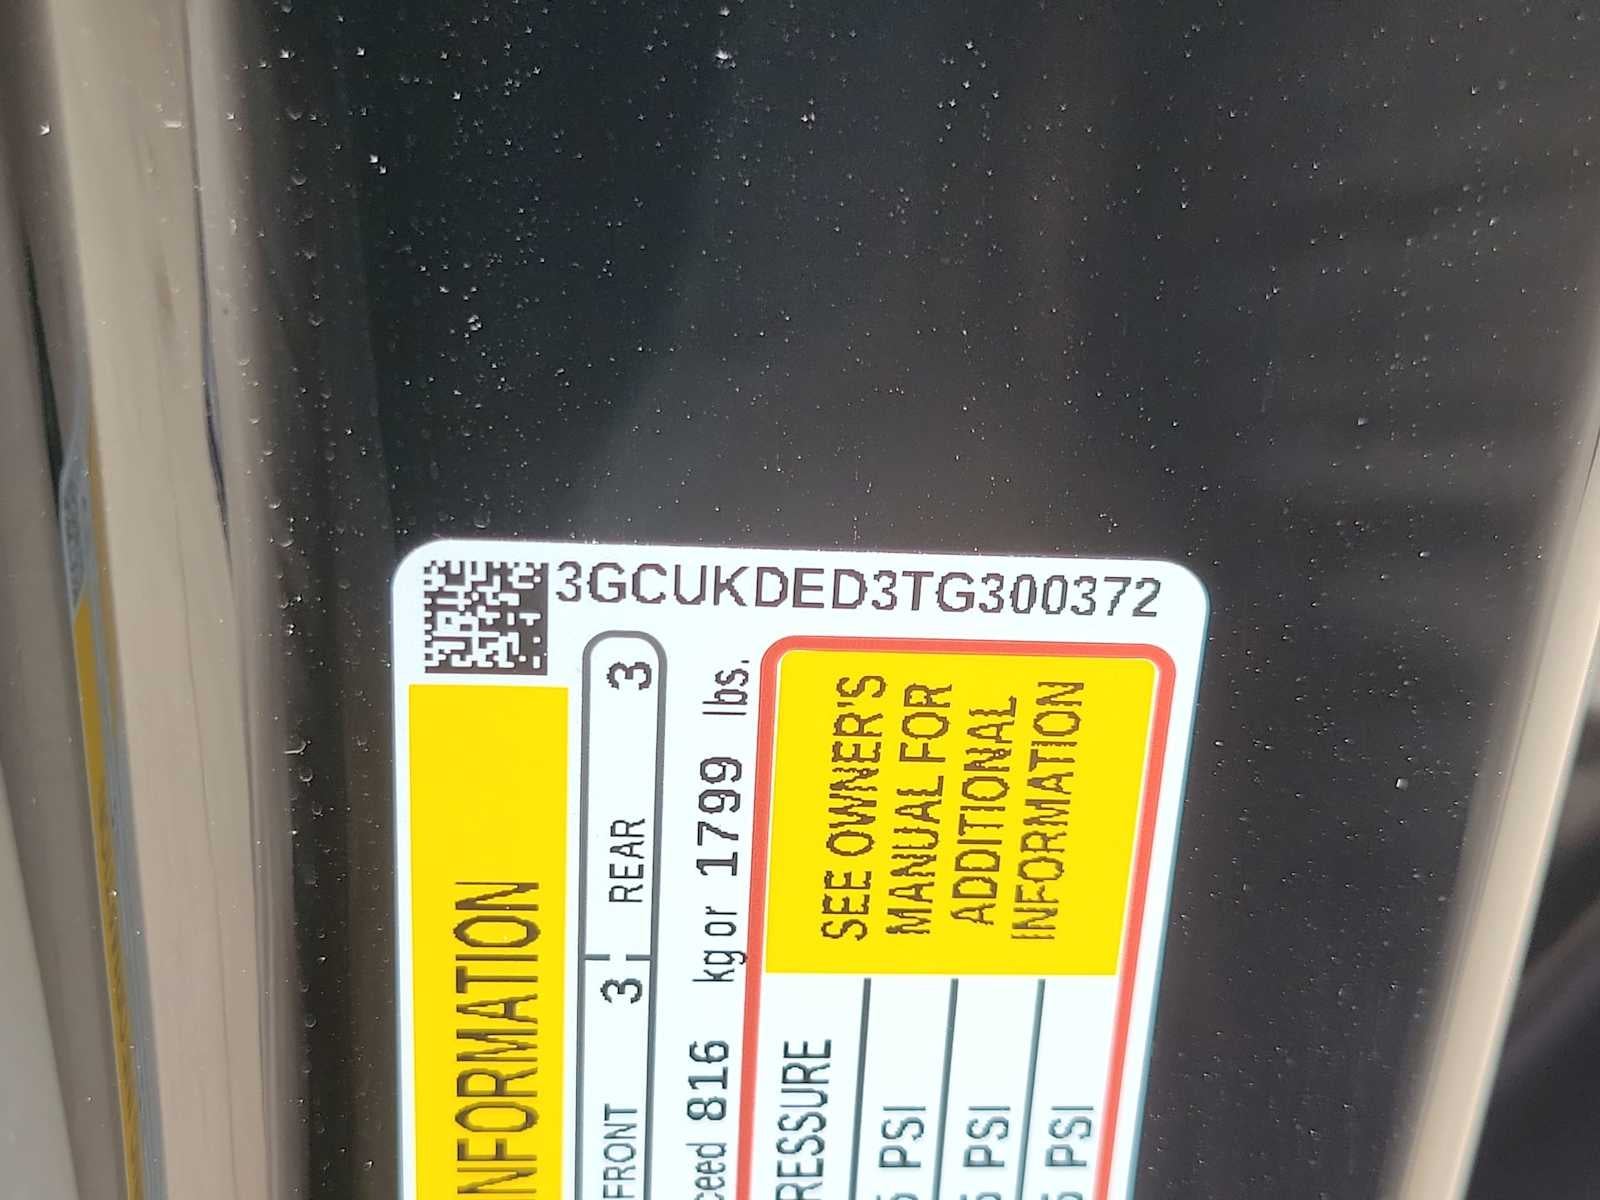 3GCUKDED3TG300372
INFORMATION
FRONT 3 REAR 3
816 kg or 1799 lbs.
SEE OWNER'S
MANUAL FOR
ADDITIONAL
INFORMATION
PSI
PSI
PSI